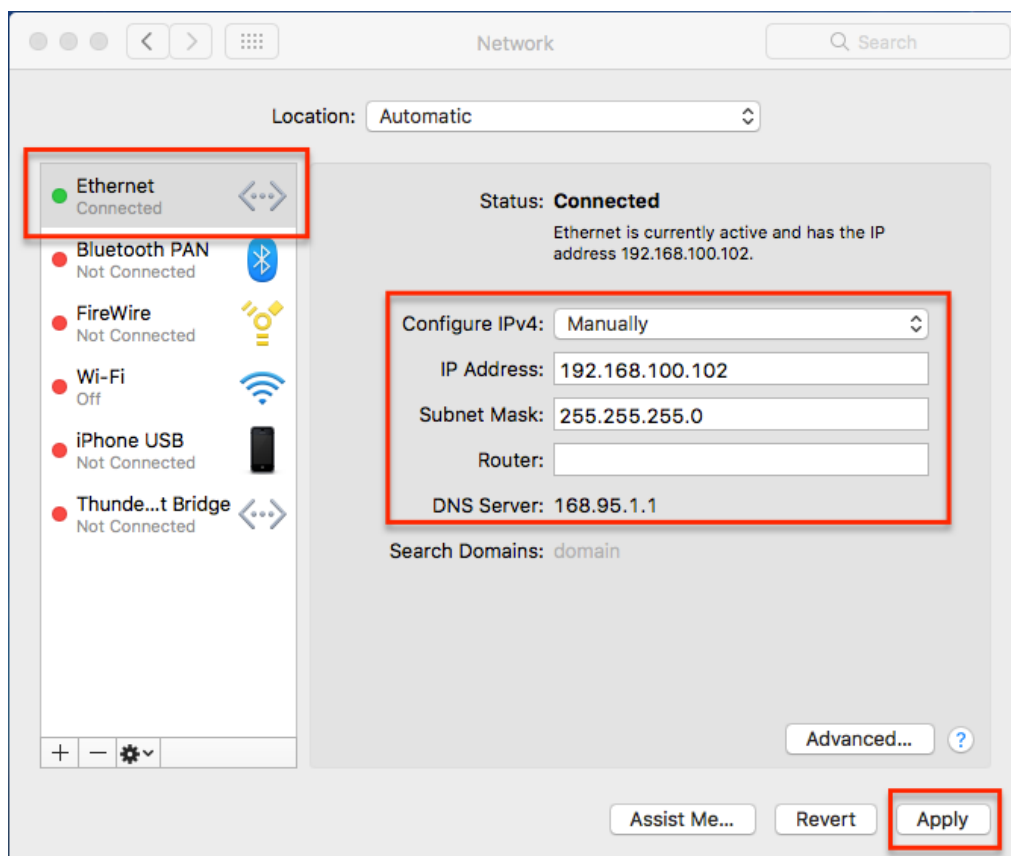 Network
Search
Location: Automatic
Ethernet
Connected
Bluetooth PAN
Not Connected
FireWire
Not Connected
Wi-Fi
Off
iPhone USB
Not Connected
Thunde...t Bridge
Not Connected
Status: Connected
Ethernet is currently active and has the IP
address 192.168.100.102.
Configure IPv4: Manually
IP Address: 192.168.100.102
Subnet Mask: 255.255.255.0
Router:
DNS Server: 168.95.1.1
Search Domains: domain
Advanced... ?
Assist Me... Revert Apply